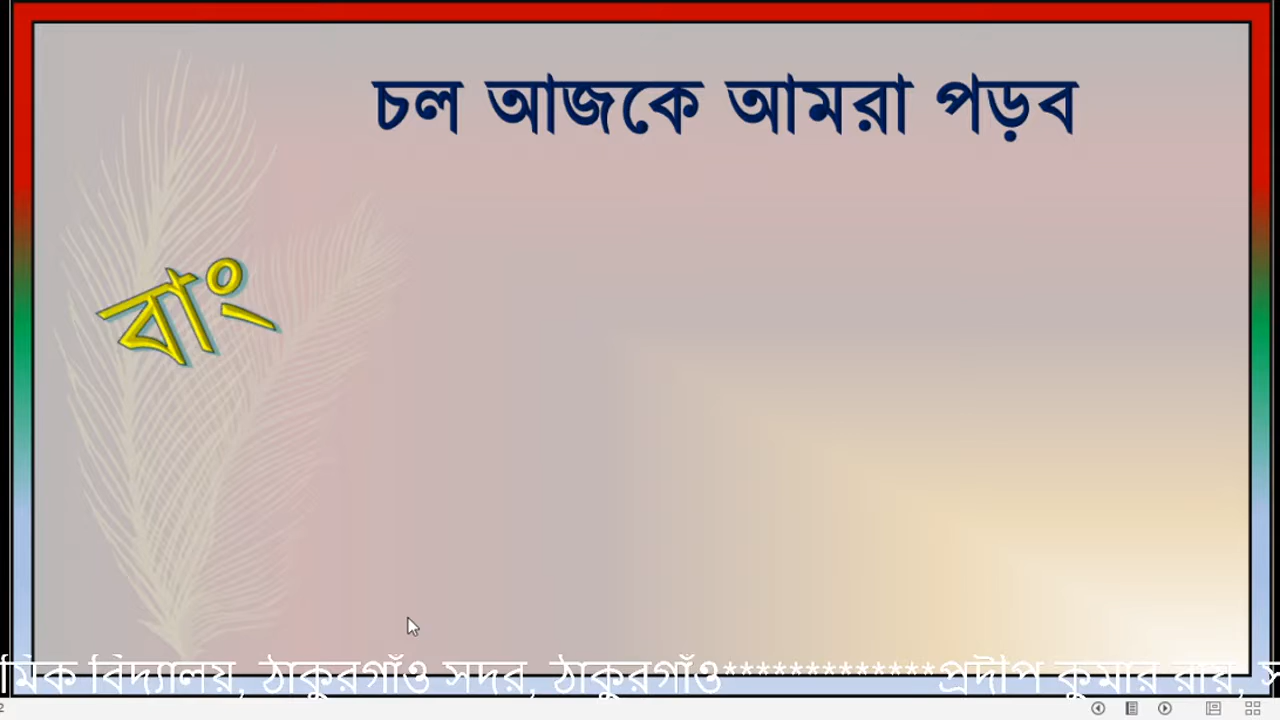 চল আজকে আমরা পড়ব
বাং
মিক বিদ্যালয়, ঠাকুরগাঁও সদর, ঠাকুরগাঁও*************প্রদীপ কুমার রায়, স